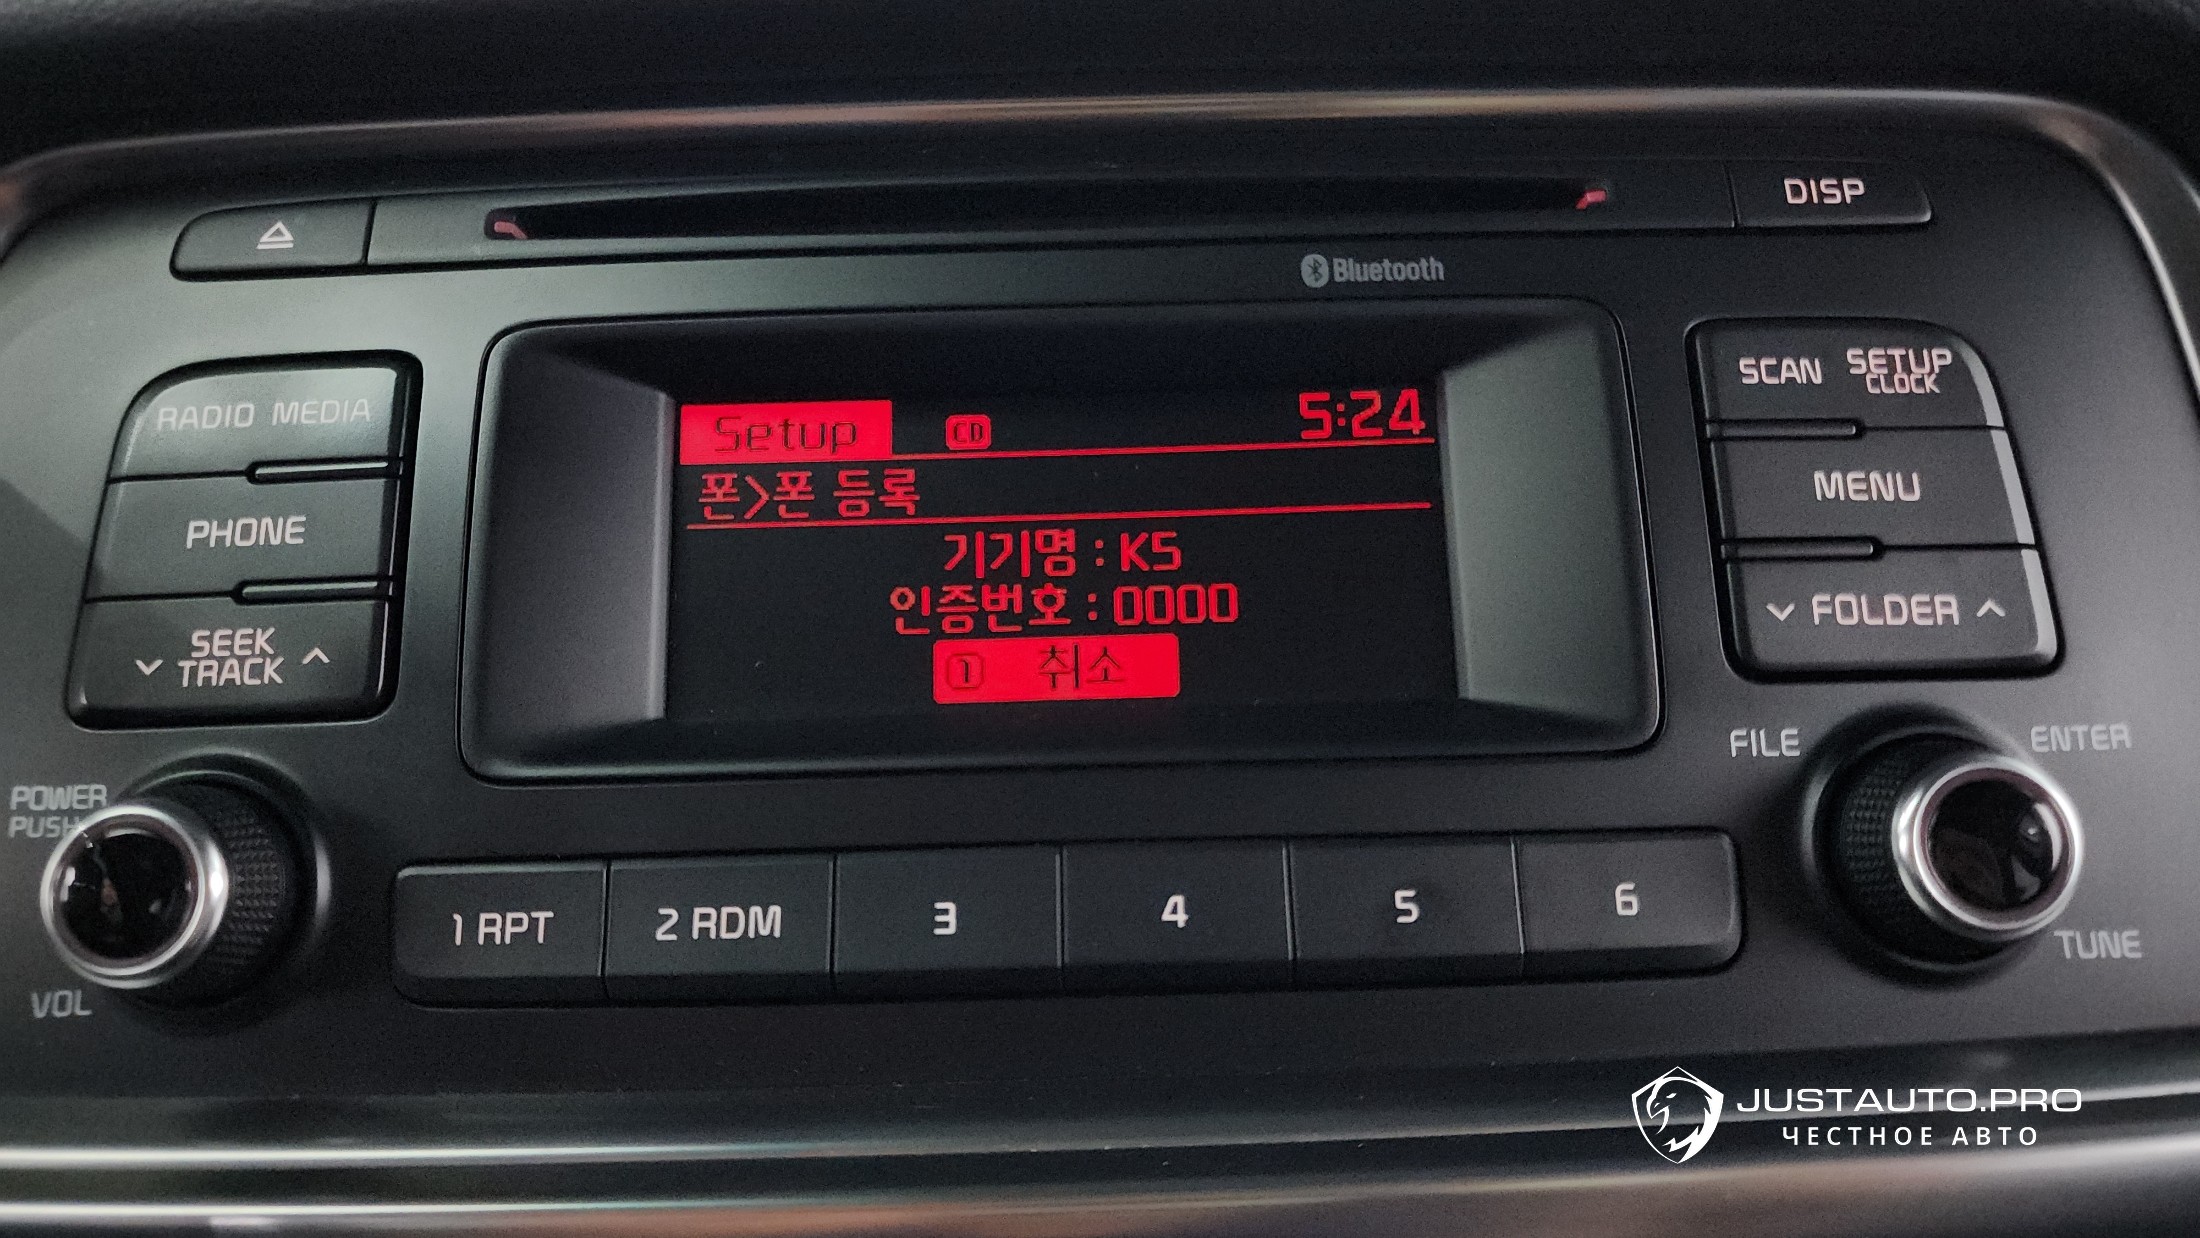 DISP
Bluetooth
RADIO MEDIA
SCAN SETUP
CLOCK
Setup CD 5:24
폰>폰 등록
PHONE
MENU
기기명 : K5
인증번호 : 0000
SEEK
TRACK
FOLDER
1 취소
FILE
ENTER
POWER
PUSH
1 RPT
2 RDM
3
4
5
6
TUNE
VOL
JUSTAUTO.PRO
ЧЕСТНОЕ АВТО